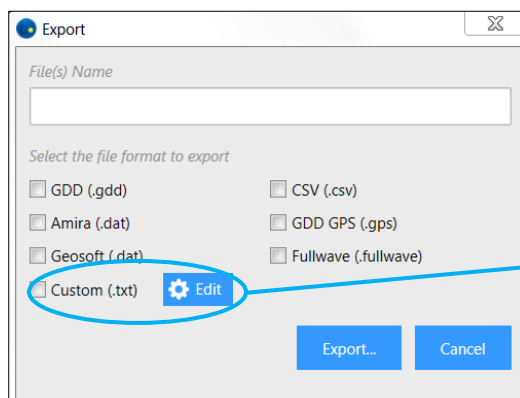 Export
File(s) Name
Select the file format to export
GDD (.gdd) CSV (.csv)
Amira (.dat) GDD GPS (.gps)
Geosoft (.dat) Fullwave (.fullwave)
Custom (.txt) Edit
Export... Cancel